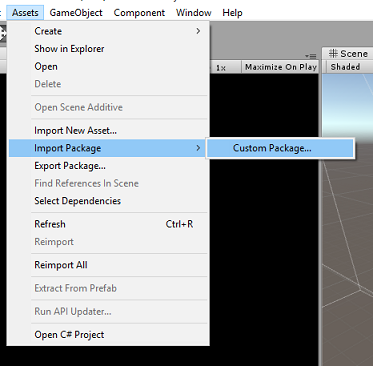 Assets GameObject Component Window Help
Create
Show in Explorer
Open
Delete
Open Scene Additive
Import New Asset...
Import Package
Custom Package...
Export Package...
Find References In Scene
Select Dependencies
Refresh Ctrl+R
Reimport
Reimport All
Extract From Prefab
Run API Updater...
Open C# Project
1x Maximize On Play
Scene
Shaded